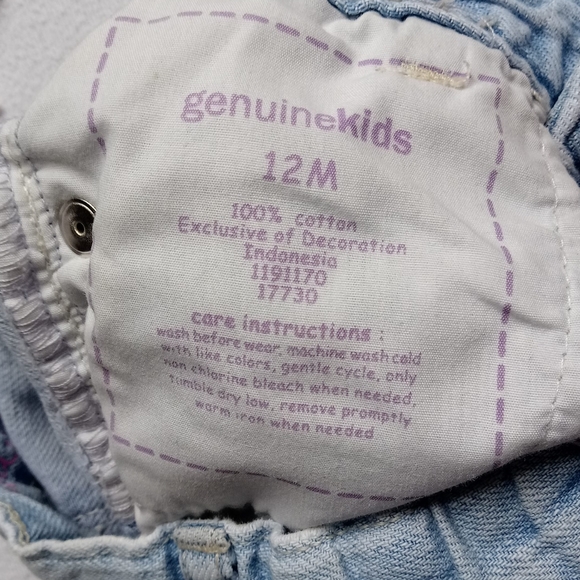 genuinekids
12M
100% cotton
Exclusive of Decoration
Indonesia
1191170
17730
care instructions :
wash before wear, machine wash cold
with like colors, gentle cycle, only
non chlorine bleach when needed,
tumble dry low, remove promptly
warm iron when needed